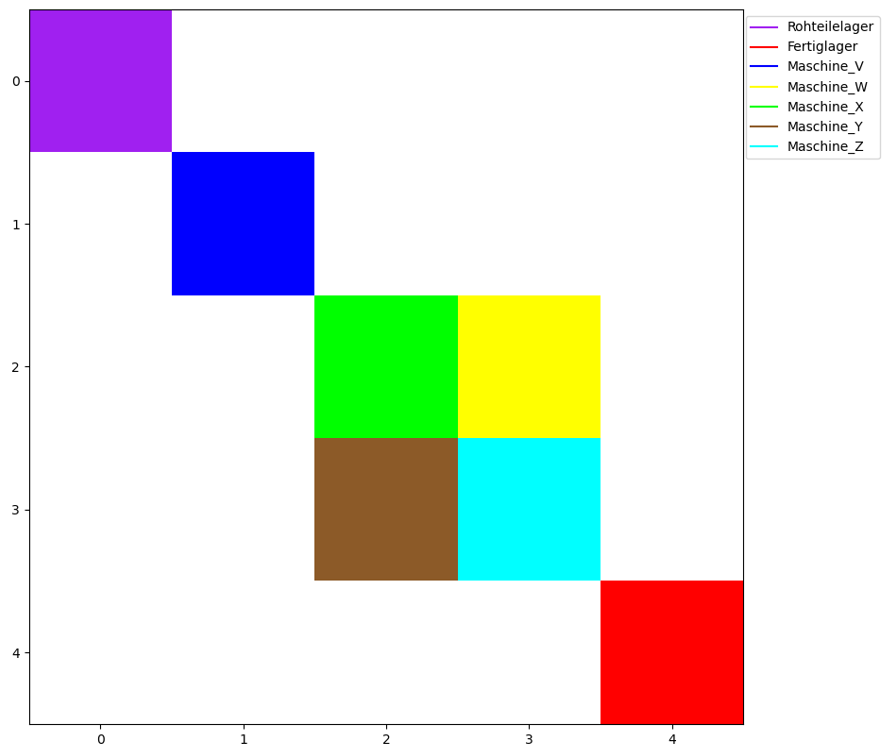 Rohteilelager
Fertiglager
Maschine_V
Maschine_W
Maschine_X
Maschine_Y
Maschine_Z
0
1
2
3
4
0 1 2 3 4